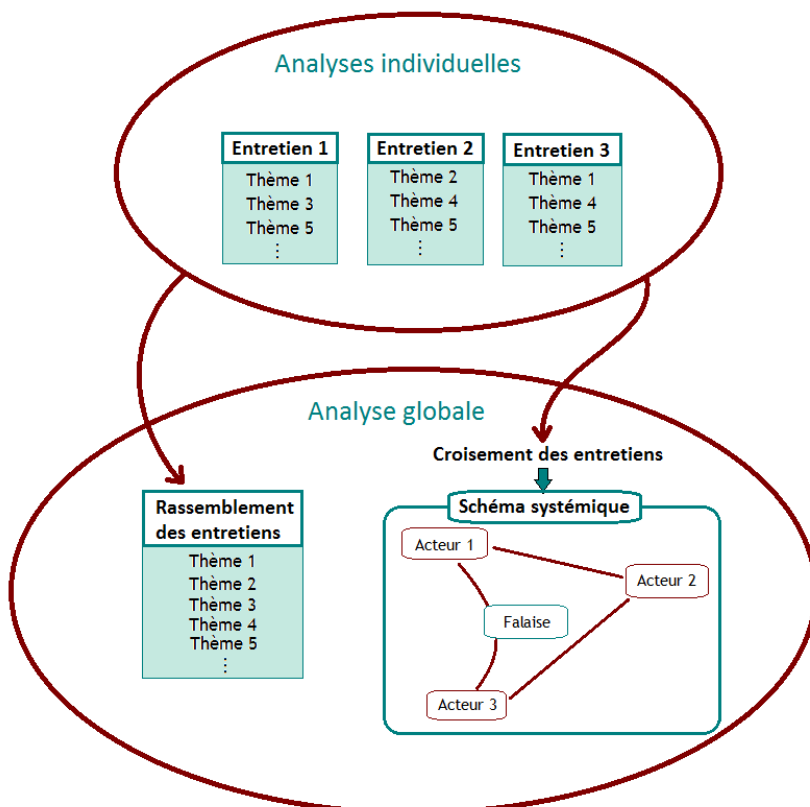 Analyses individuelles
Entretien 1
Thème 1
Thème 3
Thème 5
⋮
Entretien 2
Thème 2
Thème 4
Thème 5
⋮
Entretien 3
Thème 1
Thème 4
Thème 5
⋮
Analyse globale
Rassemblement
des entretiens
Thème 1
Thème 2
Thème 3
Thème 4
Thème 5
⋮
Croisement des entretiens
Schéma systémique
Acteur 1
Acteur 2
Falaise
Acteur 3